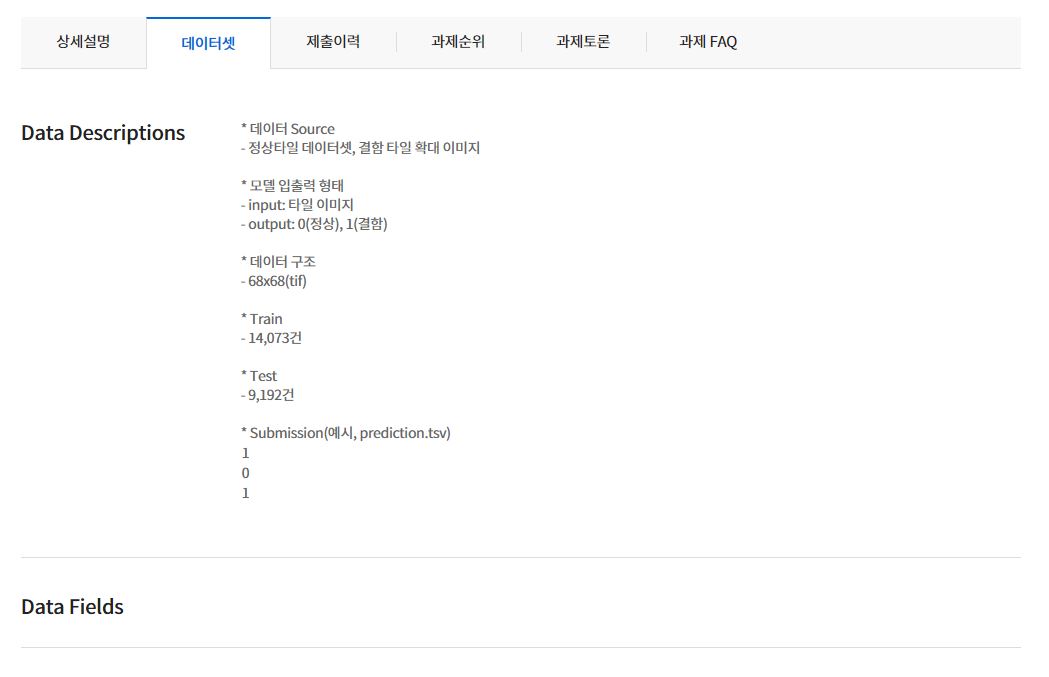 상세설명
데이터셋
제출이력
과제순위
과제토론
과제 FAQ
Data Descriptions
* 데이터 Source
- 정상타일 데이터셋, 결함 타일 확대 이미지
* 모델 입출력 형태
- input: 타일 이미지
- output: 0(정상), 1(결함)
* 데이터 구조
- 68x68(tif)
* Train
- 14,073건
* Test
- 9,192건
* Submission(예시, prediction.tsv)
1
0
1
Data Fields